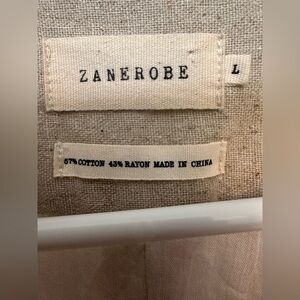 ZANEROBE
L
57% COTTON 43% RAYON MADE IN CHINA